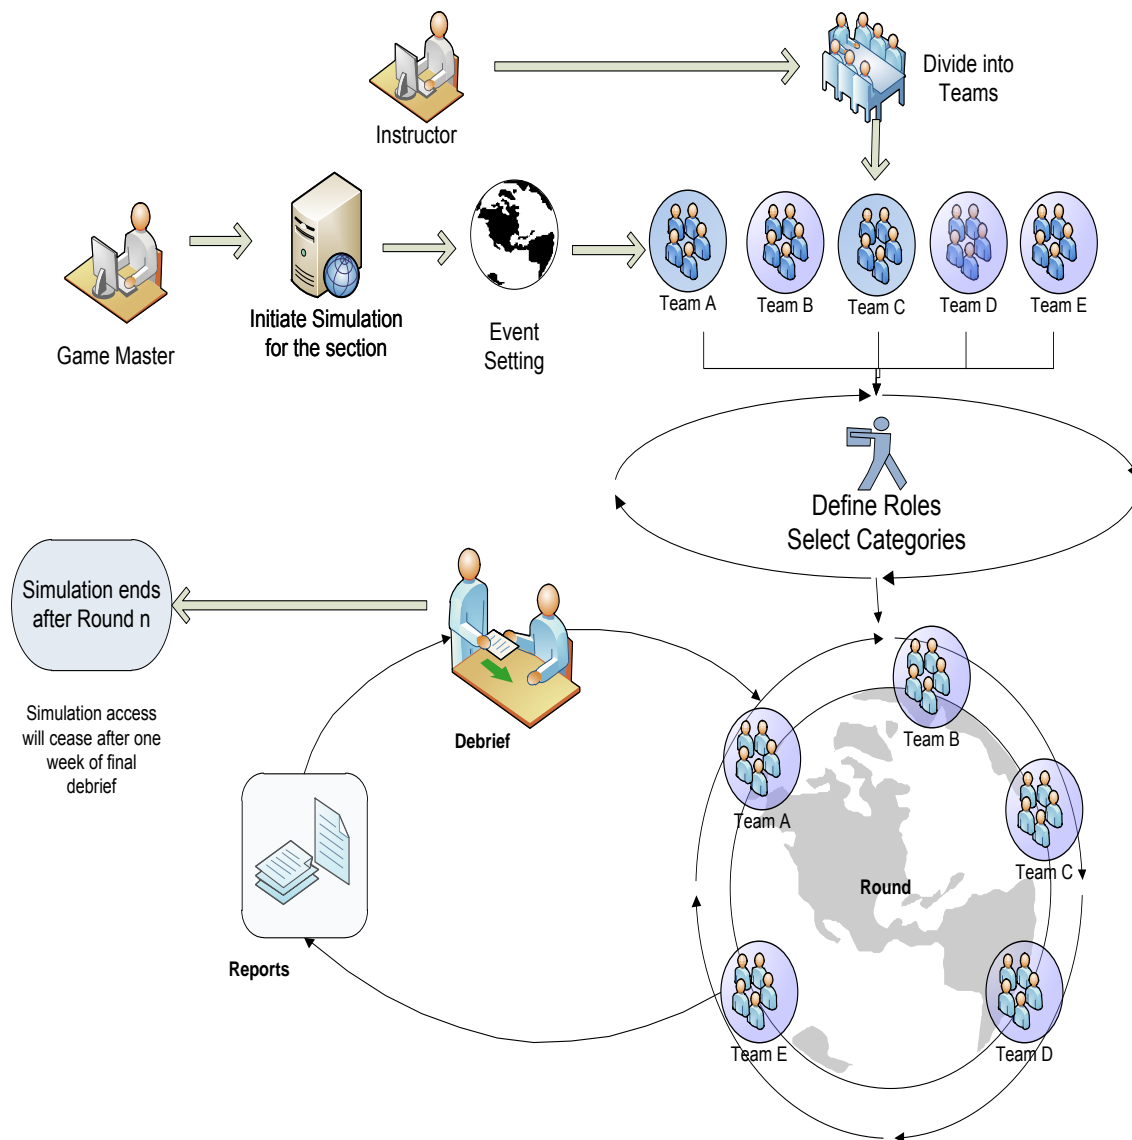 Instructor
Divide into
Teams
Game Master
Initiate Simulation
for the section
Event
Setting
Team A
Team B
Team C
Team D
Team E
Define Roles
Select Categories
Simulation ends
after Round n
Simulation access
will cease after one
week of final
debrief
Debrief
Reports
Team B
Team A
Team C
Round
Team E
Team D